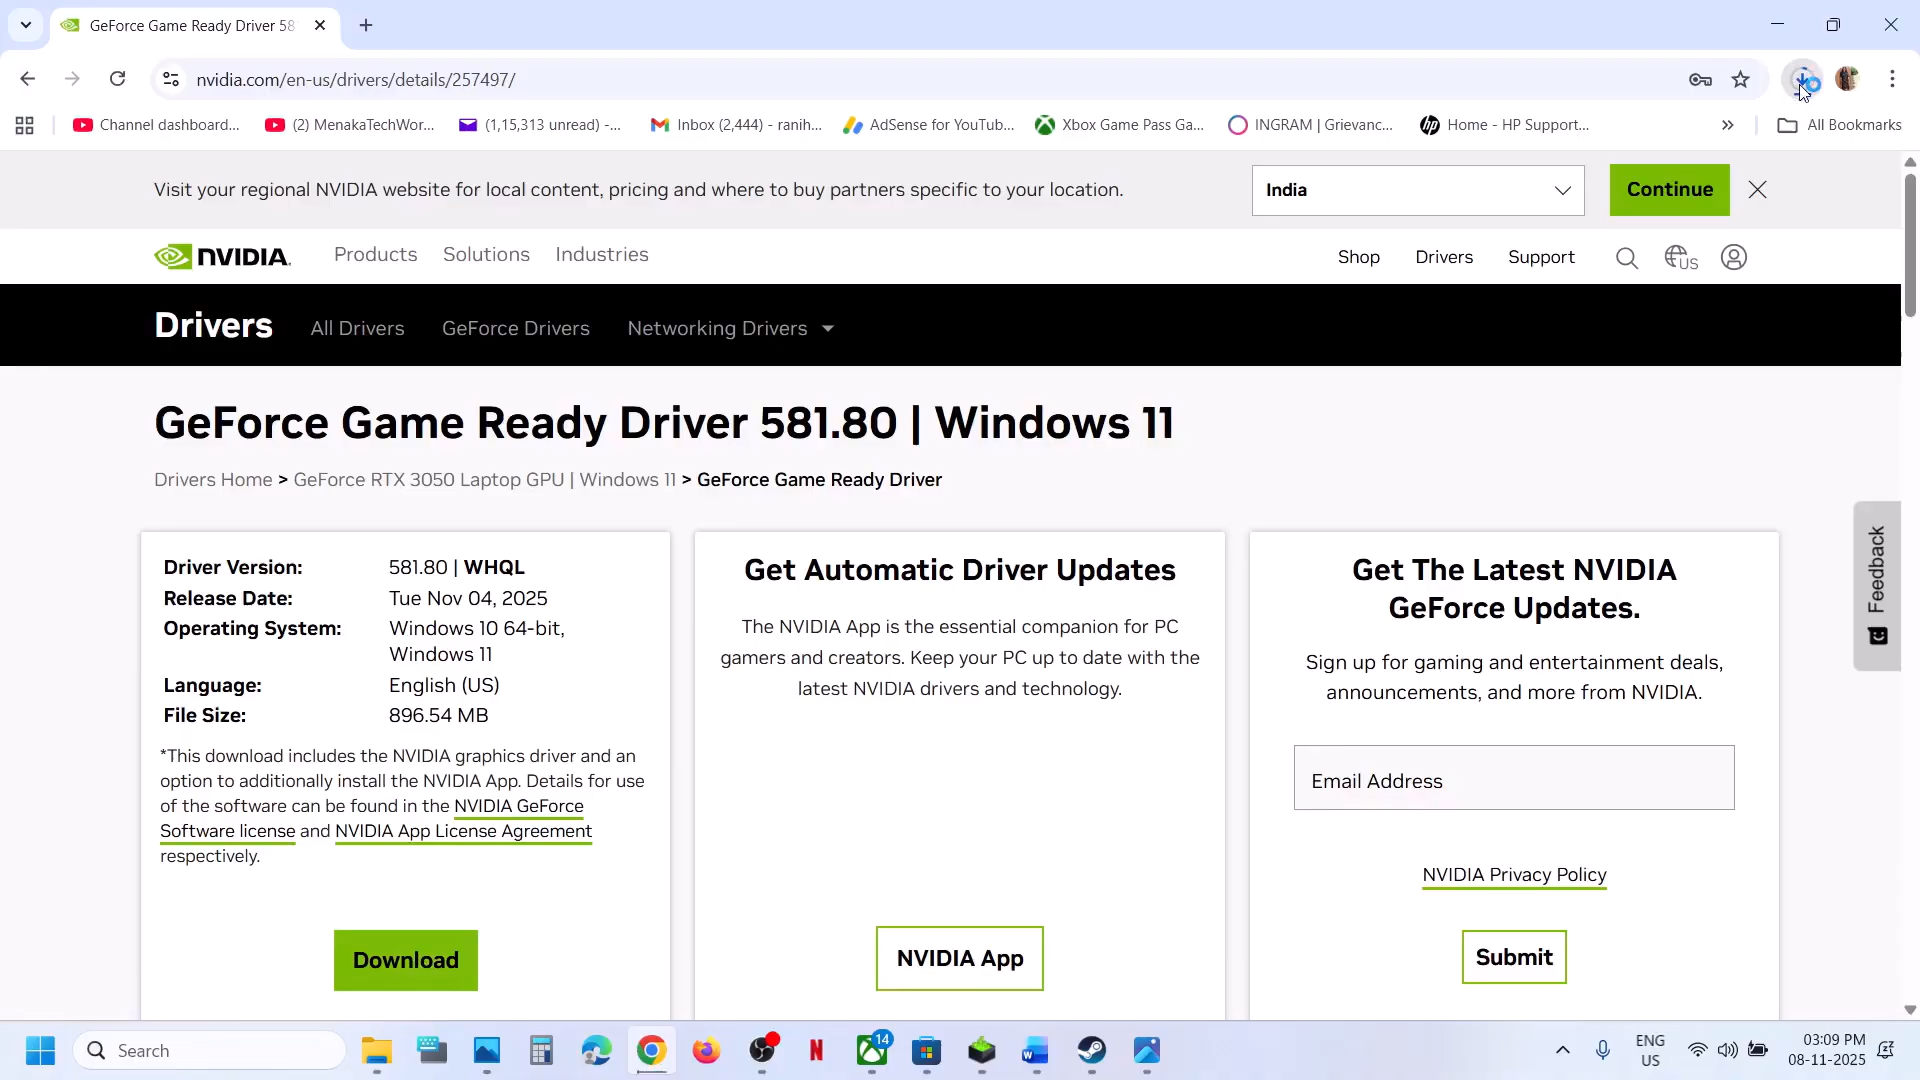 GeForce Game Ready Driver 58
nvidia.com/en-us/drivers/details/257497/
Channel dashboard...
(2) MenakaTechWor...
(1,15,313 unread) -...
Inbox (2,444) - ranih...
AdSense for YouTub...
Xbox Game Pass Ga...
INGRAM | Grievanc...
Home - HP Support...
»
All Bookmarks
Visit your regional NVIDIA website for local content, pricing and where to buy partners specific to your location.
India
Continue
NVIDIA.
Products
Solutions
Industries
Shop
Drivers
Support
US
Drivers
All Drivers
GeForce Drivers
Networking Drivers
GeForce Game Ready Driver 581.80 | Windows 11
Drivers Home > GeForce RTX 3050 Laptop GPU | Windows 11 > GeForce Game Ready Driver
Driver Version: 581.80 | WHQL
Release Date: Tue Nov 04, 2025
Operating System: Windows 10 64-bit,
Windows 11
Language: English (US)
File Size: 896.54 MB
*This download includes the NVIDIA graphics driver and an
option to additionally install the NVIDIA App. Details for use
of the software can be found in the NVIDIA GeForce
Software license and NVIDIA App License Agreement
respectively.
Download
Get Automatic Driver Updates
The NVIDIA App is the essential companion for PC
gamers and creators. Keep your PC up to date with the
latest NVIDIA drivers and technology.
NVIDIA App
Get The Latest NVIDIA
GeForce Updates.
Sign up for gaming and entertainment deals,
announcements, and more from NVIDIA.
Email Address
NVIDIA Privacy Policy
Submit
Feedback
Search
14
ENG
US
03:09 PM
08-11-2025